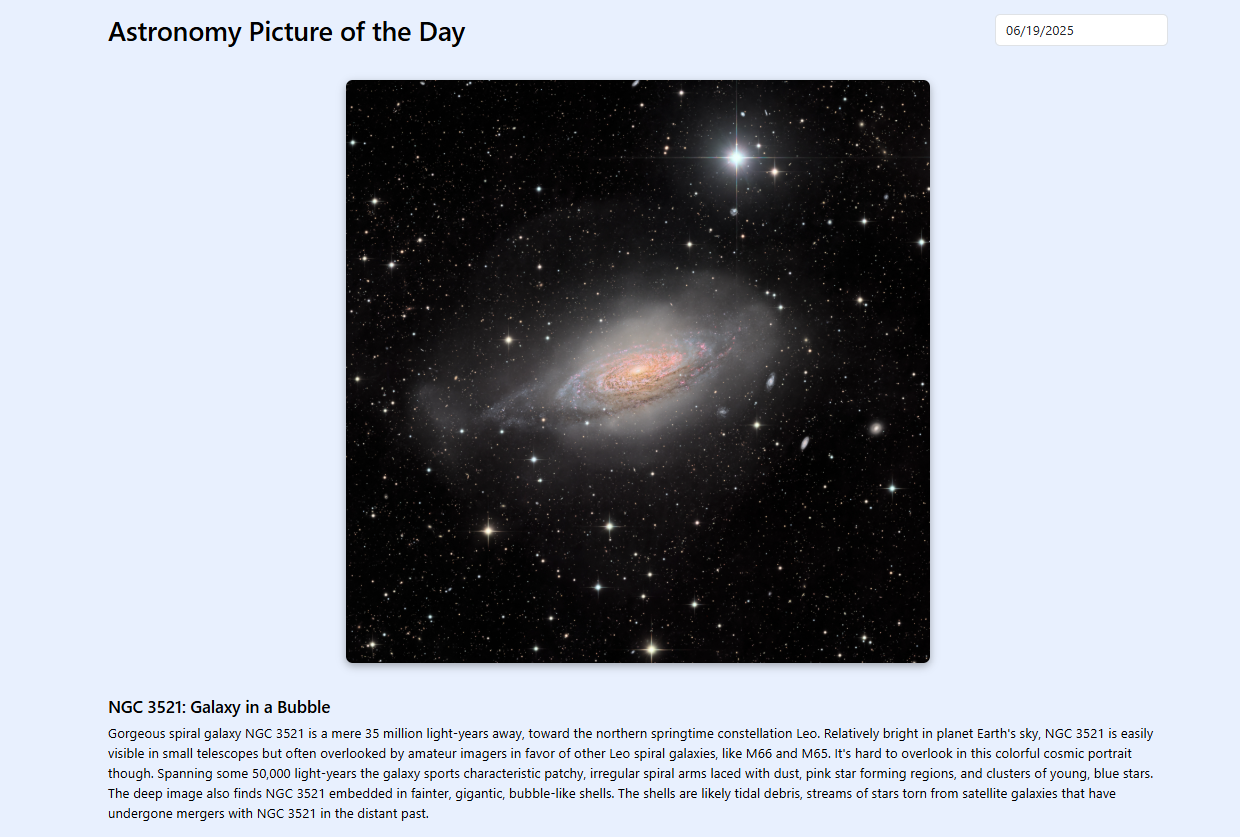 Astronomy Picture of the Day
06/19/2025
NGC 3521: Galaxy in a Bubble
Gorgeous spiral galaxy NGC 3521 is a mere 35 million light-years away, toward the northern springtime constellation Leo. Relatively bright in planet Earth's sky, NGC 3521 is easily
visible in small telescopes but often overlooked by amateur imagers in favor of other Leo spiral galaxies, like M66 and M65. It's hard to overlook in this colorful cosmic portrait
though. Spanning some 50,000 light-years the galaxy sports characteristic patchy, irregular spiral arms laced with dust, pink star forming regions, and clusters of young, blue stars.
The deep image also finds NGC 3521 embedded in fainter, gigantic, bubble-like shells. The shells are likely tidal debris, streams of stars torn from satellite galaxies that have
undergone mergers with NGC 3521 in the distant past.